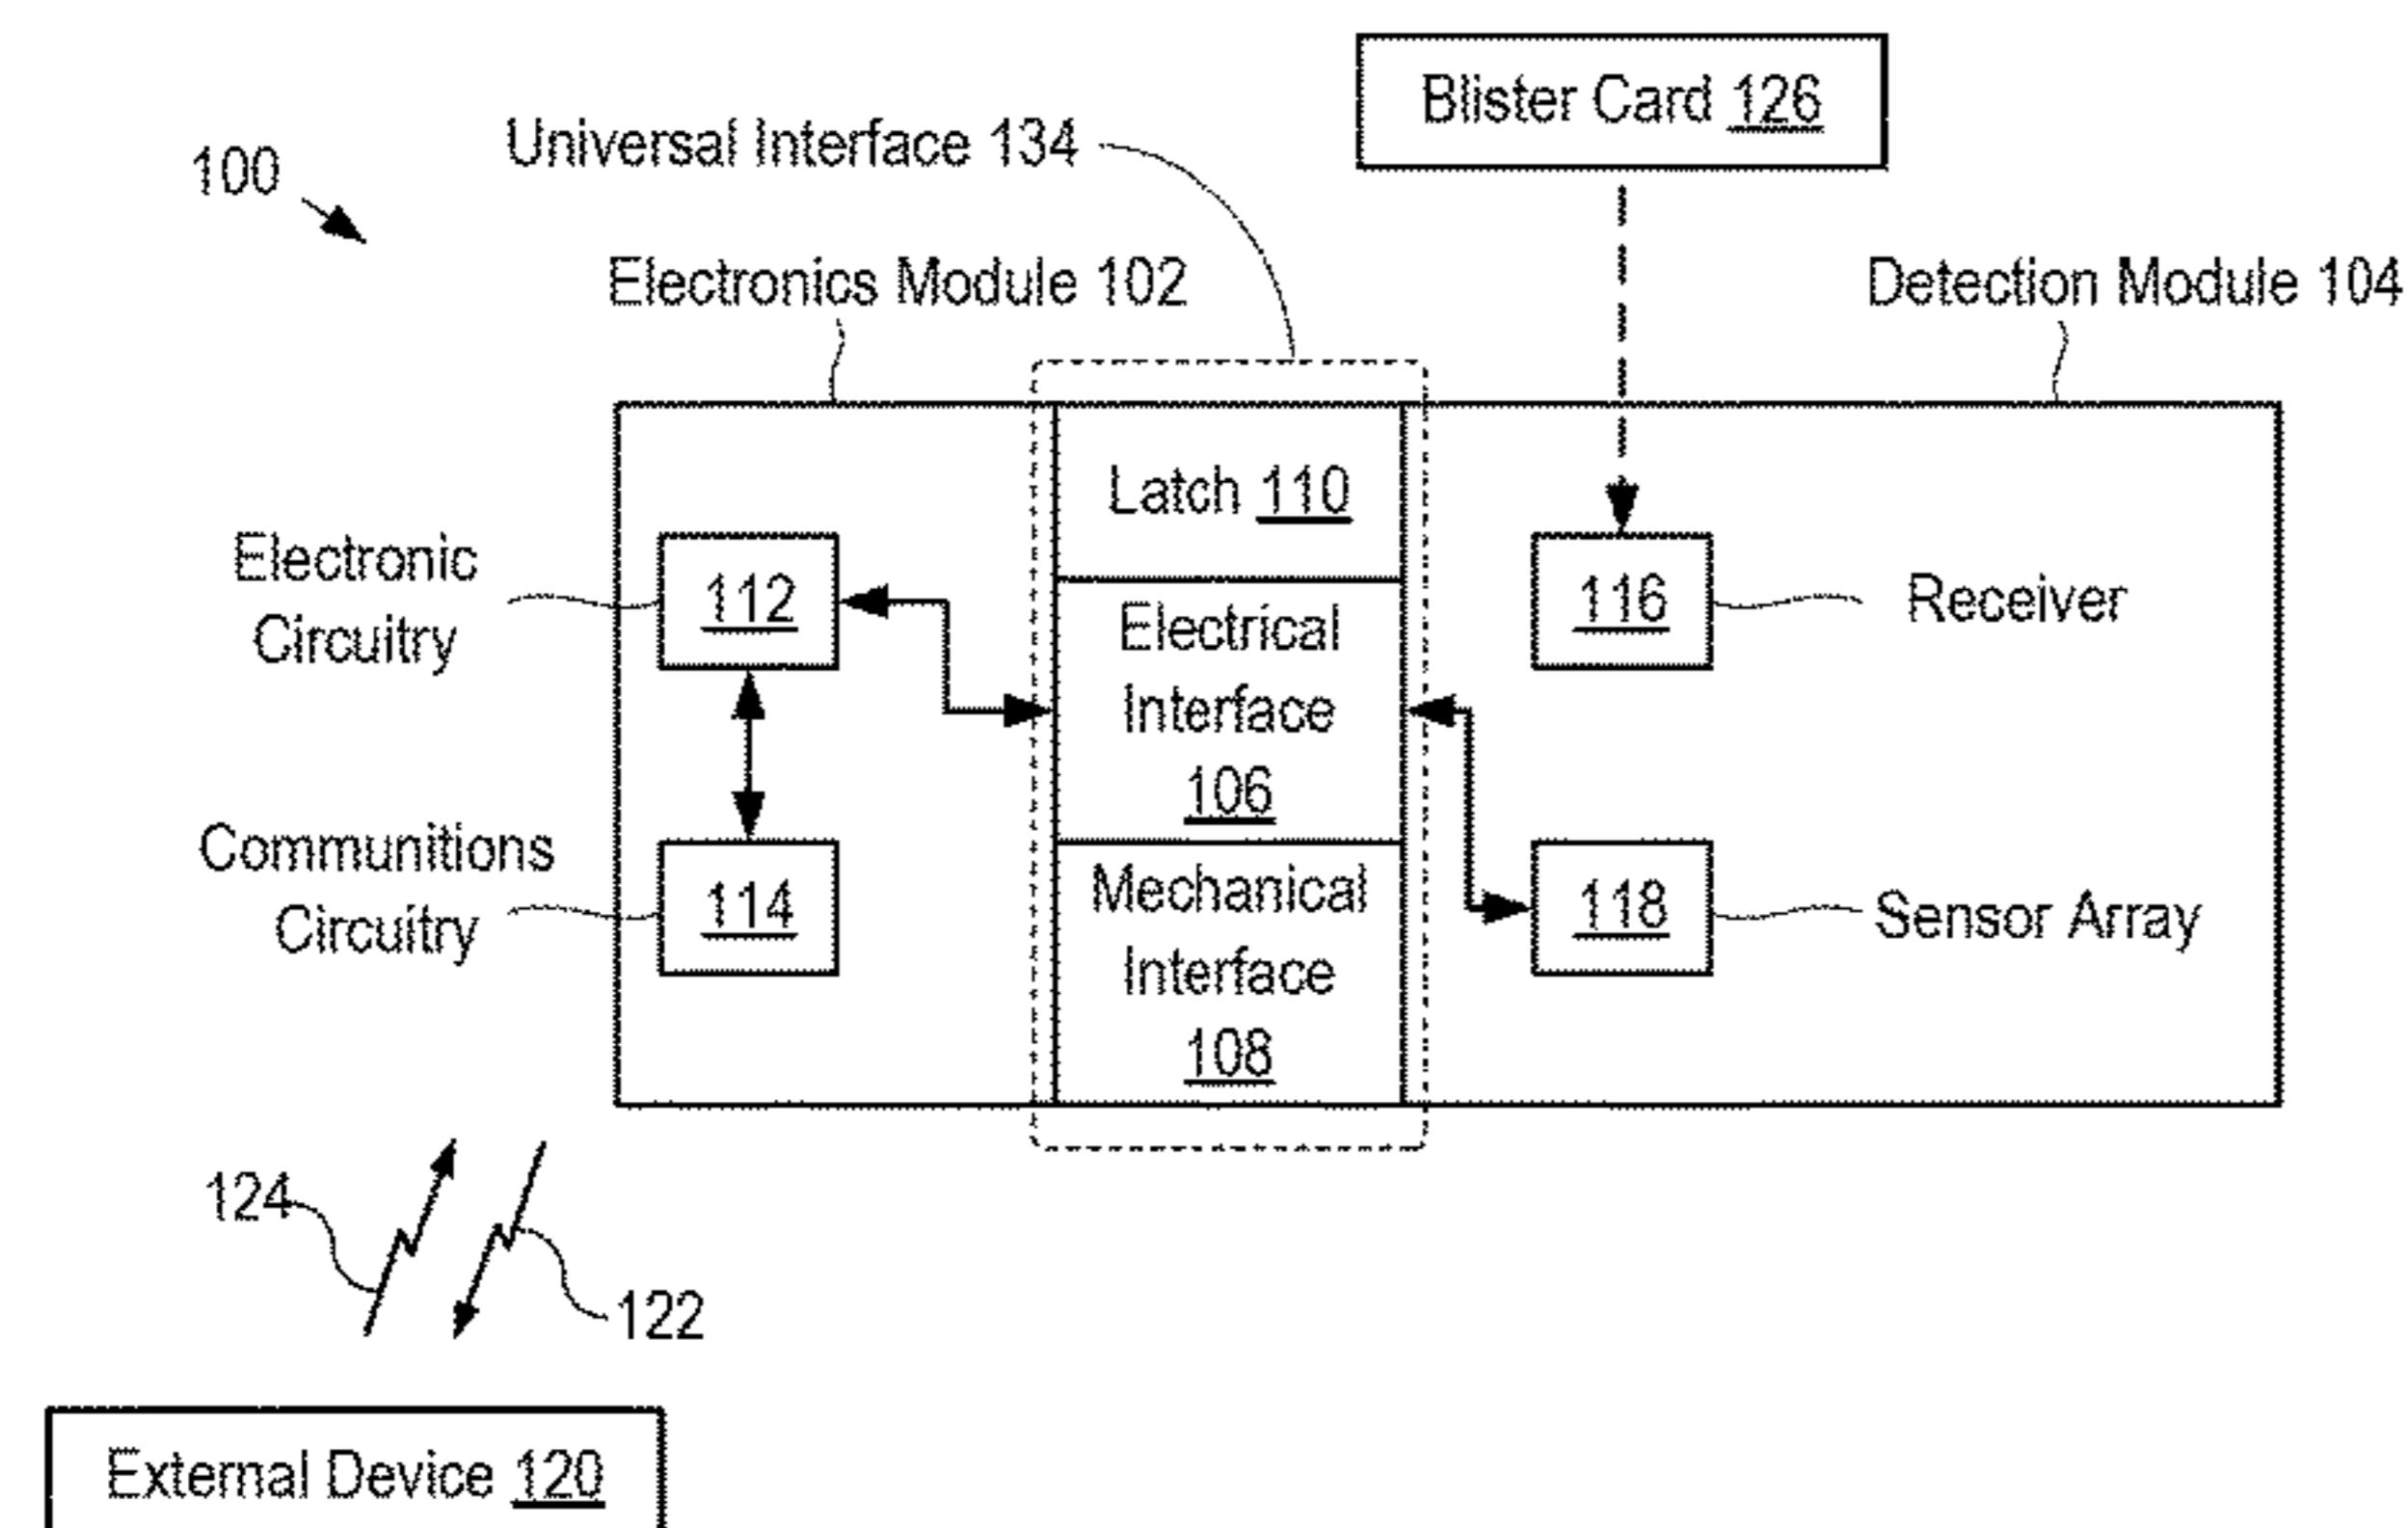 Blister Card 126
Universal Interface 134
100
Electronics Module 102
Detection Module 104
Latch 110
Electronic
Circuitry
112
Electrical
Interface
106
116
Receiver
Communitions
Circuitry
114
Mechanical
Interface
108
118
Sensor Array
124
122
External Device 120